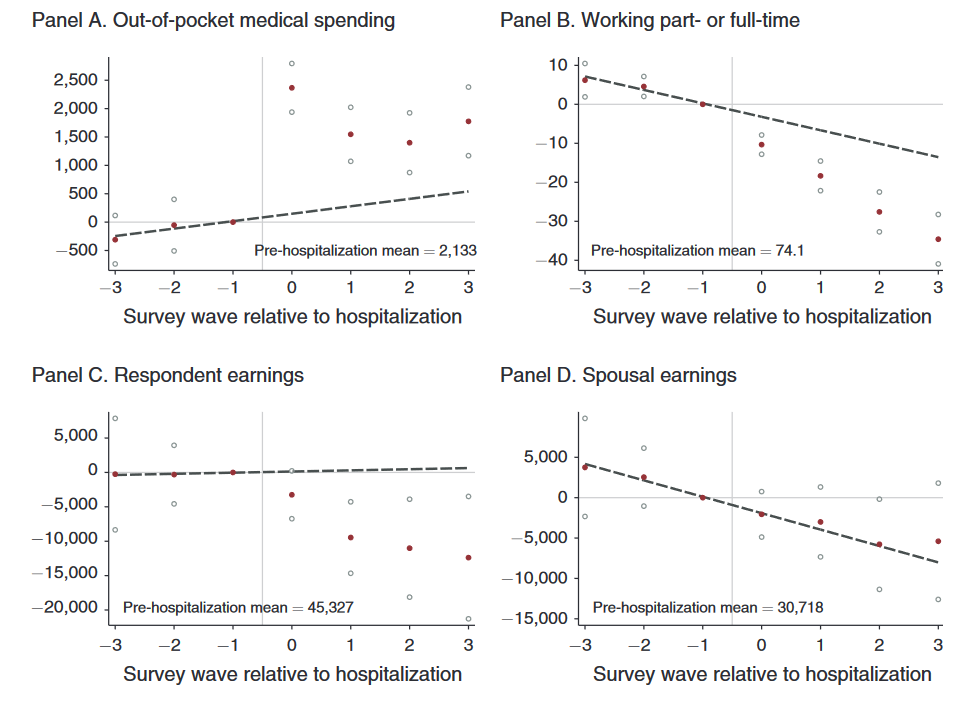 Panel A. Out-of-pocket medical spending
2,500
2,000
1,500
1,000
500
0
−500
Pre-hospitalization mean = 2,133
−3 −2 −1 0 1 2 3
Survey wave relative to hospitalization
Panel B. Working part- or full-time
10
0
−10
−20
−30
−40
Pre-hospitalization mean = 74.1
−3 −2 −1 0 1 2 3
Survey wave relative to hospitalization
Panel C. Respondent earnings
5,000
0
−5,000
−10,000
−15,000
−20,000
Pre-hospitalization mean = 45,327
−3 −2 −1 0 1 2 3
Survey wave relative to hospitalization
Panel D. Spousal earnings
5,000
0
−5,000
−10,000
−15,000
Pre-hospitalization mean = 30,718
−3 −2 −1 0 1 2 3
Survey wave relative to hospitalization